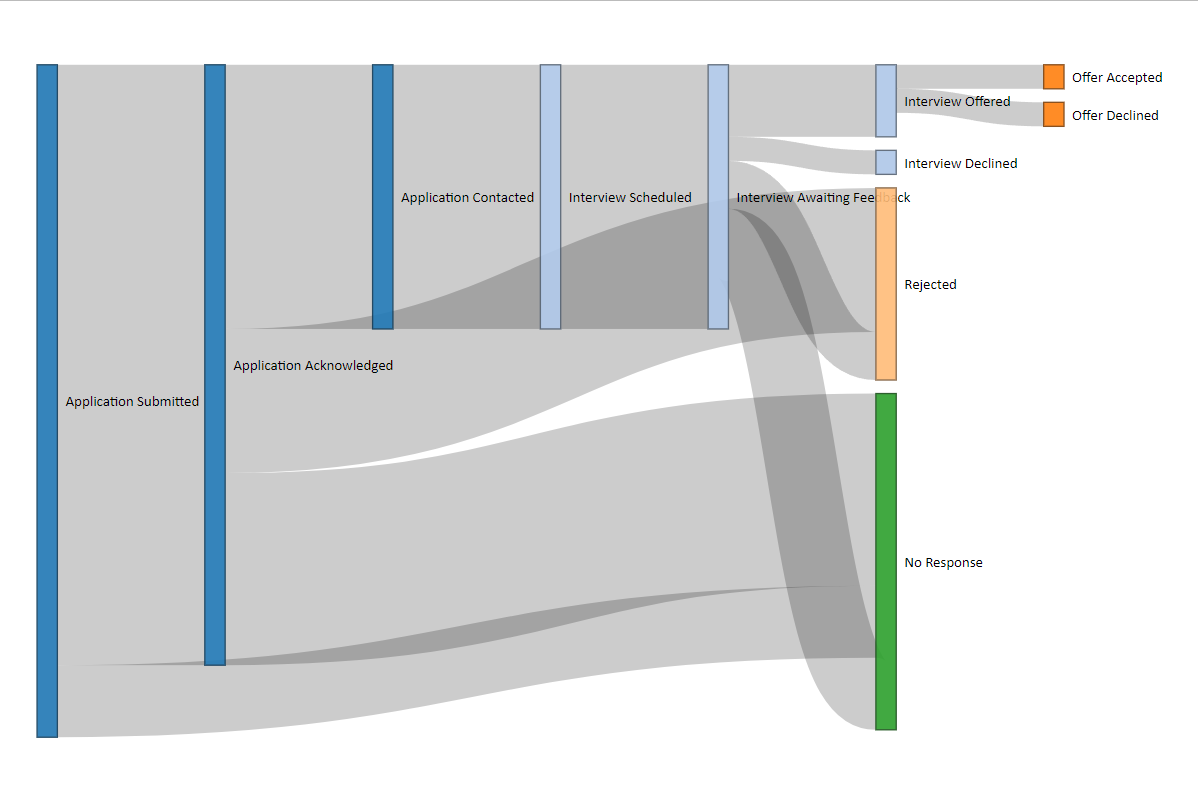 Offer Accepted
Interview Offered
Offer Declined
Interview Declined
Application Contacted
Interview Scheduled
Interview Awaiting Feedback
Rejected
Application Acknowledged
Application Submitted
No Response